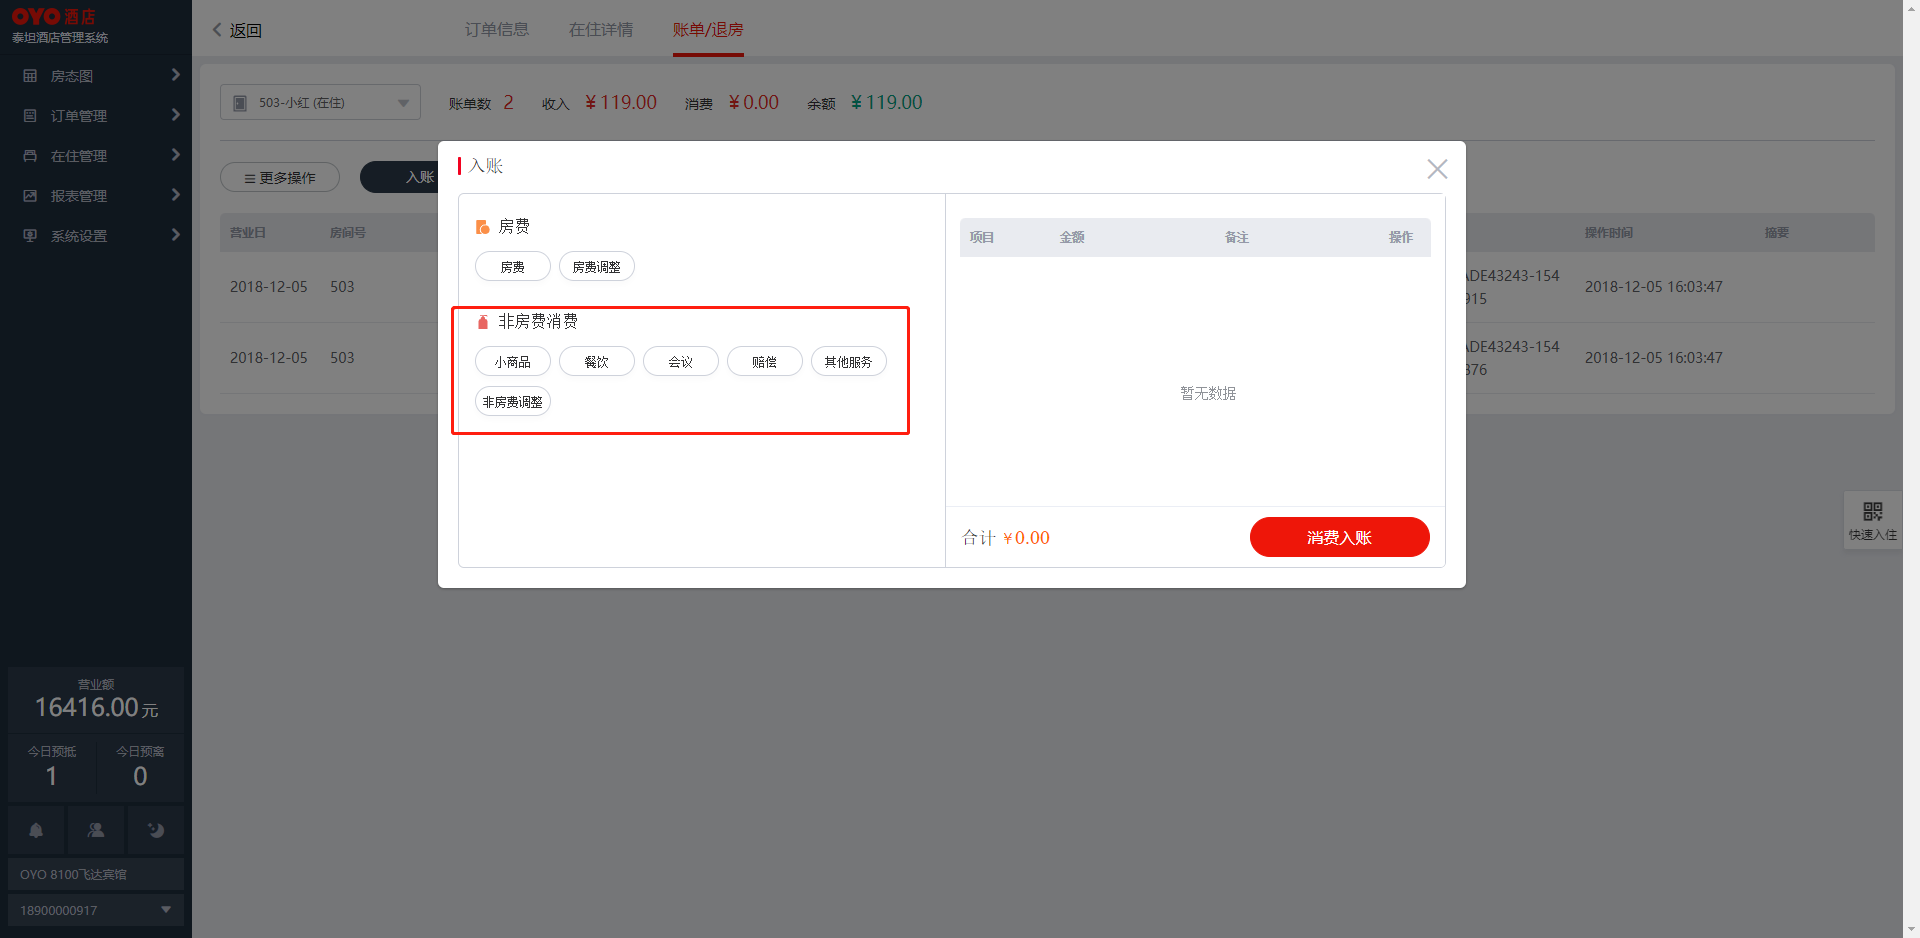 OYO 酒店
泰坦酒店管理系统
房态图
订单管理
在住管理
报表管理
系统设置
营业额
16416.00元
今日预抵
今日预离
1
0
OYO 8100飞达宾馆
18900000917
返回
订单信息
在住详情
账单/退房
503-小红 (在住)
账单数 2
收入 ¥119.00
消费 ¥0.00
余额 ¥119.00
更多操作
入账
营业日
房间号
操作时间
摘要
2018-12-05 503
ADE43243-154
915
2018-12-05 16:03:47
2018-12-05 503
ADE43243-154
376
2018-12-05 16:03:47
入账
房费
房费
房费调整
非房费消费
小商品
餐饮
会议
赔偿
其他服务
非房费调整
项目
金额
备注
操作
暂无数据
合计 ¥0.00
消费入账
快速入住